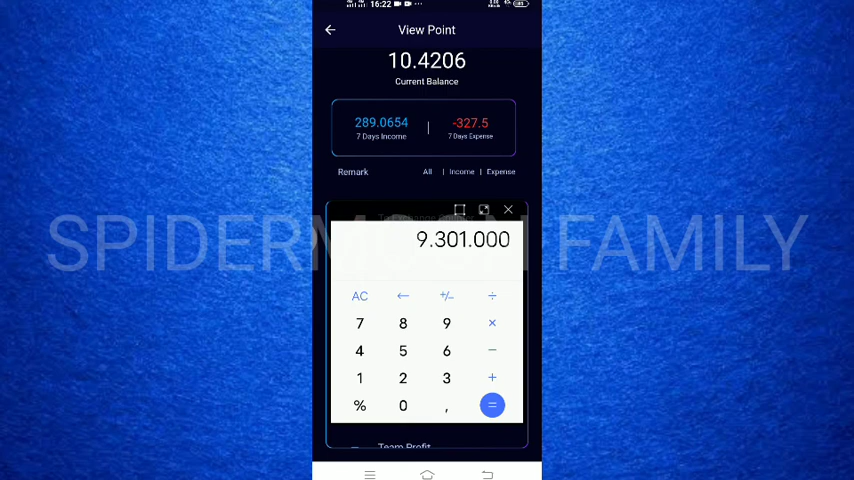 16:22
View Point
10.4206
Current Balance
289.0654
-327.5
7 Days Income
7 Days Expense
Remark
All | Income | Expense
9.301.000
SPIDERMOON FAMILY
AC ← +/− ÷
7 8 9 ×
4 5 6 −
1 2 3 +
% 0 , =
Team Profit